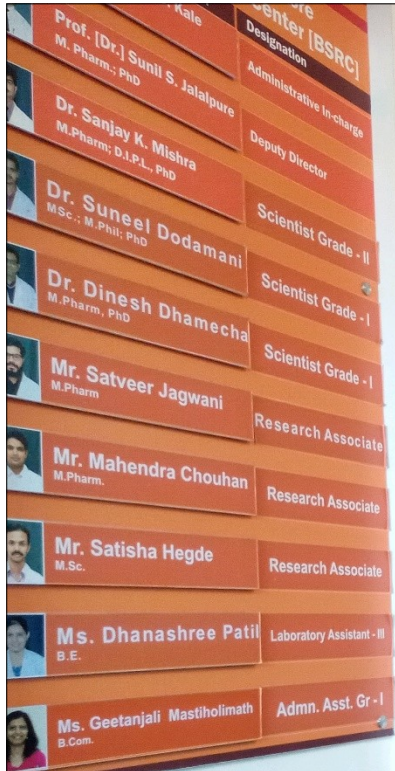 enter [BSRC]
Designation
Kale
Administrative In-charge
Prof. [Dr.] Sunil S. Jalalpure
M. Pharm.; PhD
Deputy Director
Dr. Sanjay K. Mishra
M.Pharm; D.I.P.L., PhD
Scientist Grade - II
Dr. Suneel Dodamani
MSc.; M.Phil; PhD
Scientist Grade - I
Dr. Dinesh Dhamecha
M.Pharm, PhD
Scientist Grade - I
Mr. Satveer Jagwani
M.Pharm
Research Associate
Mr. Mahendra Chouhan
M.Pharm.
Research Associate
Mr. Satisha Hegde
M.Sc.
Research Associate
Ms. Dhanashree Patil
B.E.
Laboratory Assistant - III
Ms. Geetanjali Mastiholimath
B.Com.
Admn. Asst. Gr - I